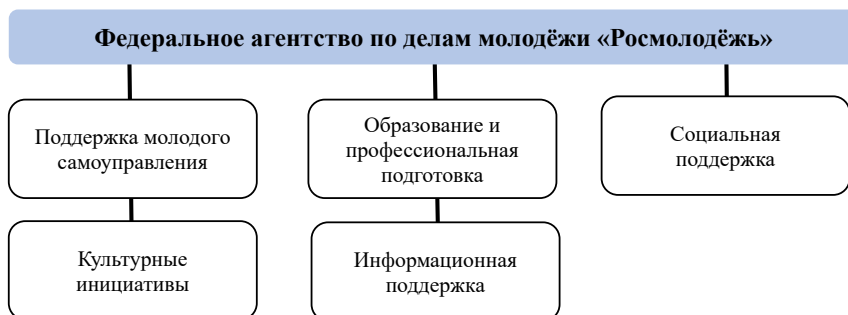 Федеральное агентство по делам молодёжи «Росмолодёжь»
Поддержка молодого
самоуправления
Образование и
профессиональная
подготовка
Социальная
поддержка
Культурные
инициативы
Информационная
поддержка